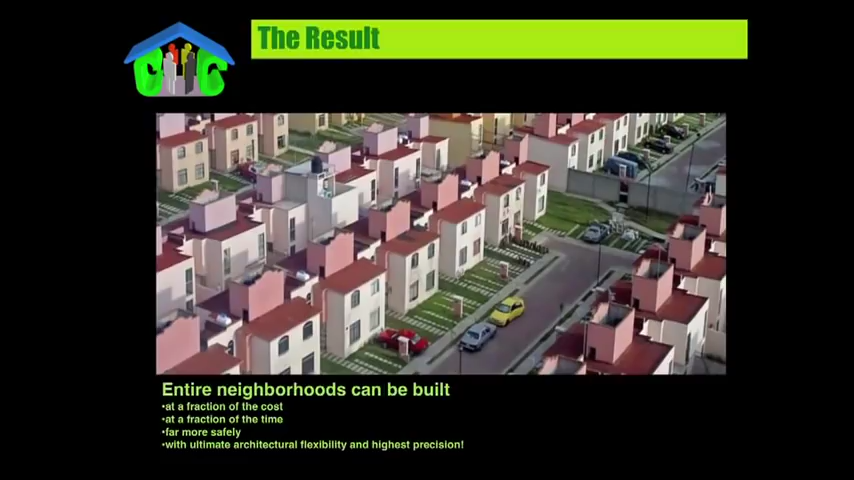 The Result
Entire neighborhoods can be built
•at a fraction of the cost
•at a fraction of the time
•far more safely
•with ultimate architectural flexibility and highest precision!